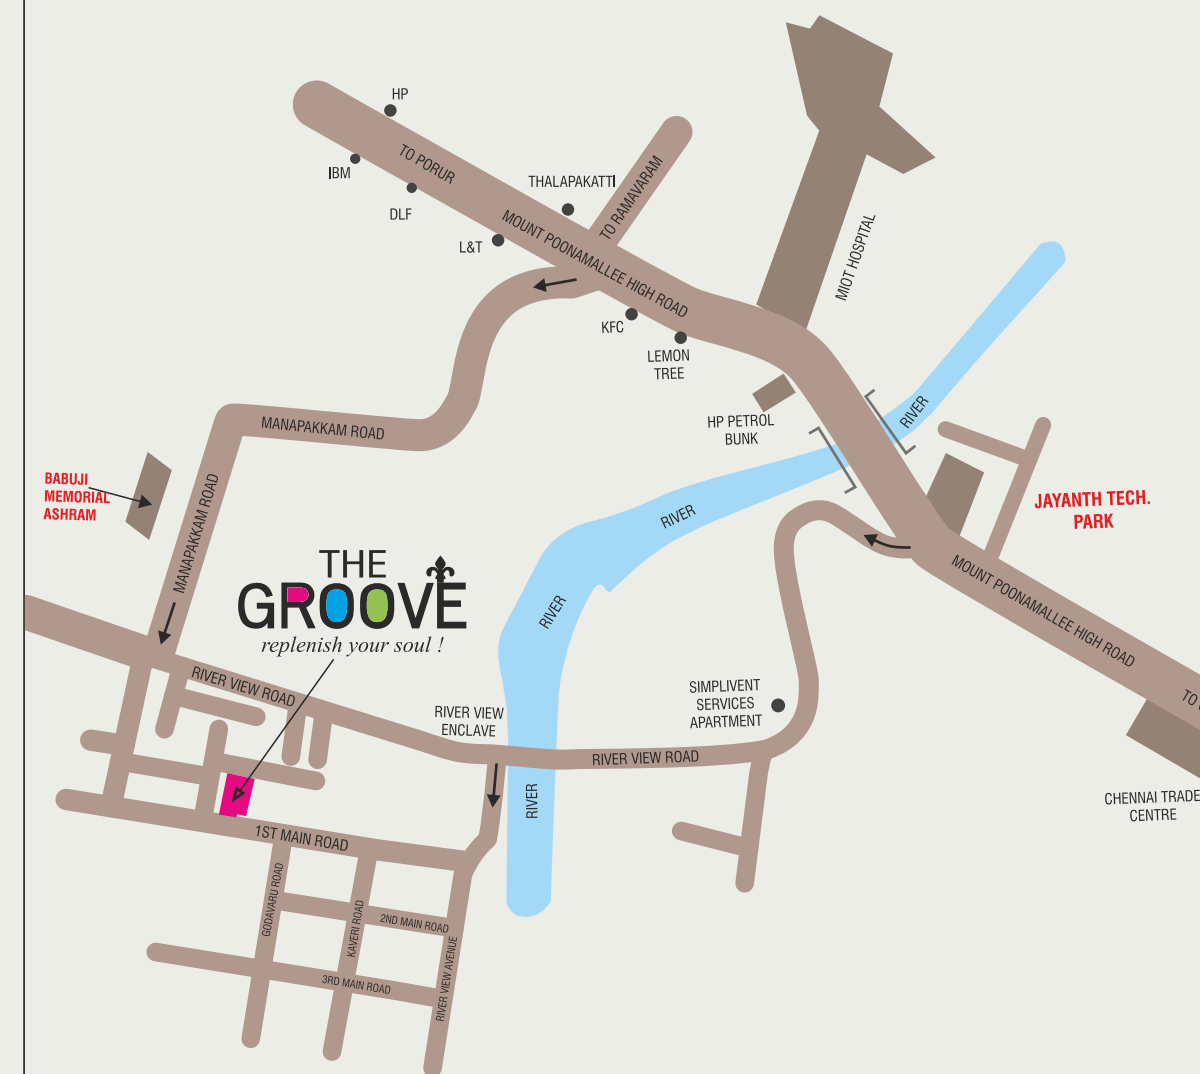 HP
TO PORUR
IBM
DLF
THALAPAKATTI
TO RAMAVARAM
L&T
MOUNT POONAMALLEE HIGH ROAD
MIOT HOSPITAL
KFC
LEMON
TREE
HP PETROL
BUNK
RIVER
MANAPAKKAM ROAD
BABUJI
MEMORIAL
ASHRAM
MANAPAKKAM ROAD
JAYANTH TECH.
PARK
RIVER
THE
GROOVE
replenish your soul !
RIVER
MOUNT POONAMALLEE HIGH ROAD
TO
RIVER VIEW ROAD
RIVER VIEW
ENCLAVE
SIMPLIVENT
SERVICES
APARTMENT
RIVER VIEW ROAD
RIVER
CHENNAI TRADE
CENTRE
1ST MAIN ROAD
GODAVARU ROAD
KAVERI ROAD
2ND MAIN ROAD
3RD MAIN ROAD
RIVER VIEW AVENUE